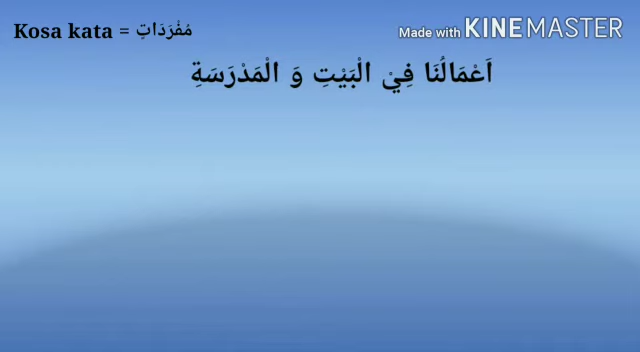 Kosa kata = مُفْرَدَاتِ
Made with KINEMASTER
اَعْمَالُنَا فِيْ الْبَيْتِ وَ الْمَدْرَسَةِ